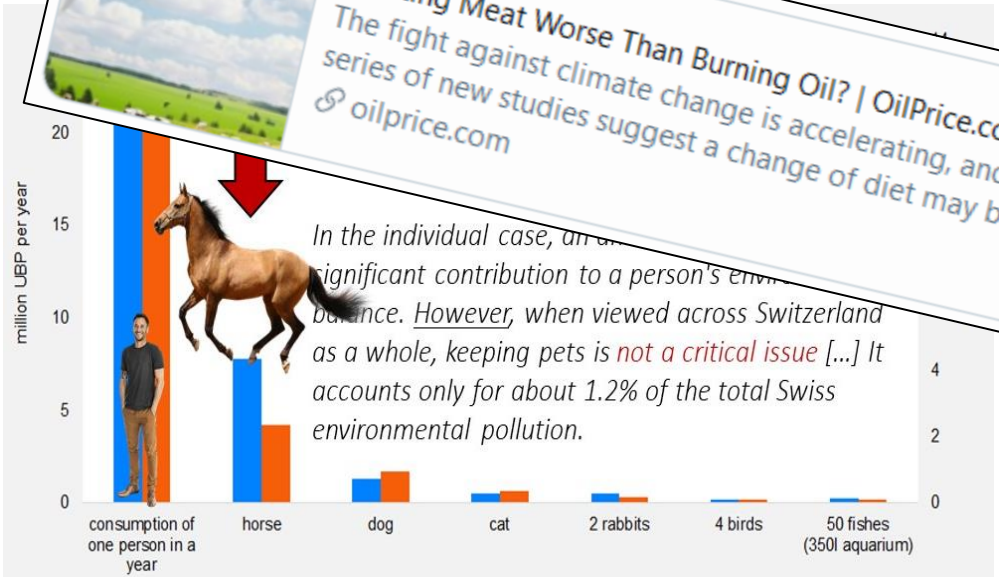 Meat Worse Than Burning Oil? | OilPrice.co
The fight against climate change is accelerating, and
series of new studies suggest a change of diet may b
oilprice.com
million UBP per year
20
15
10
5
0
In the individual case, an
significant contribution to a person's
balance. However, when viewed across Switzerland
as a whole, keeping pets is not a critical issue [...] It
accounts only for about 1.2% of the total Swiss
environmental pollution.
4
2
0
consumption of
one person in a
year
horse
dog
cat
2 rabbits
4 birds
50 fishes
(350l aquarium)